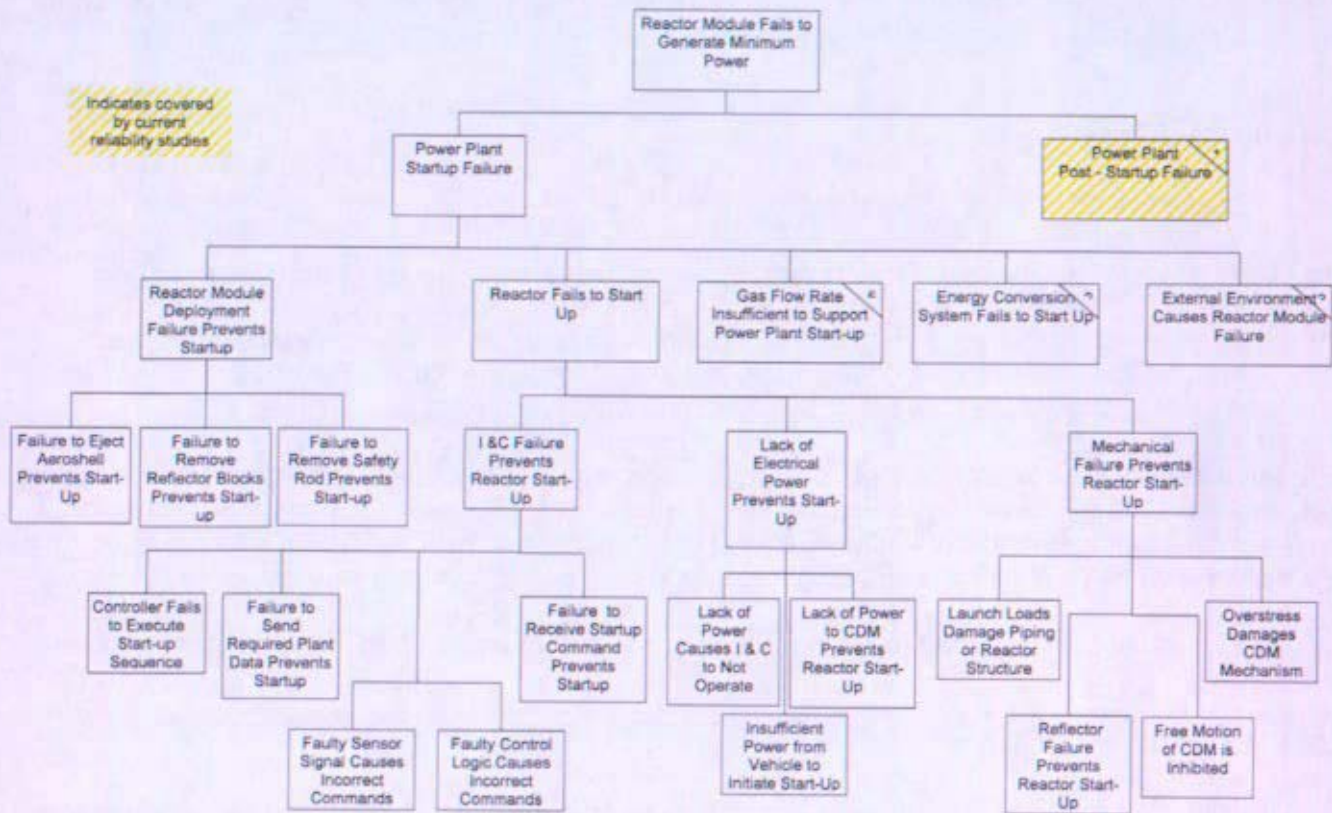 Reactor Module Fails to
Generate Minimum
Power
Indicates covered
by current
reliability studies
Power Plant
Startup Failure
Power Plant
Post - Startup Failure
Reactor Module
Deployment
Failure Prevents
Startup
Reactor Fails to Start
Up
Gas Flow Rate
Insufficient to Support
Power Plant Start-up
Energy Conversion
System Fails to Start Up
External Environment
Causes Reactor Module
Failure
Failure to Eject
Aeroshell
Prevents Start-
Up
Failure to
Remove
Reflector Blocks
Prevents Start-
up
Failure to
Remove Safety
Rod Prevents
Start-up
I &C Failure
Prevents
Reactor Start-
Up
Lack of
Electrical
Power
Prevents Start-
Up
Mechanical
Failure Prevents
Reactor Start-
Up
Controller Fails
to Execute
Start-up
Sequence
Failure to
Send
Required Plant
Data Prevents
Startup
Failure to
Receive Startup
Command
Prevents
Startup
Lack of
Power
Causes I & C
to Not
Operate
Lack of Power
to CDM
Prevents
Reactor Start-
Up
Launch Loads
Damage Piping
or Reactor
Structure
Overstress
Damages
CDM
Mechanism
Faulty Sensor
Signal Causes
Incorrect
Commands
Faulty Control
Logic Causes
Incorrect
Commands
Insufficient
Power from
Vehicle to
Initiate Start-Up
Reflector
Failure
Prevents
Reactor Start-
Up
Free Motion
of CDM is
Inhibited